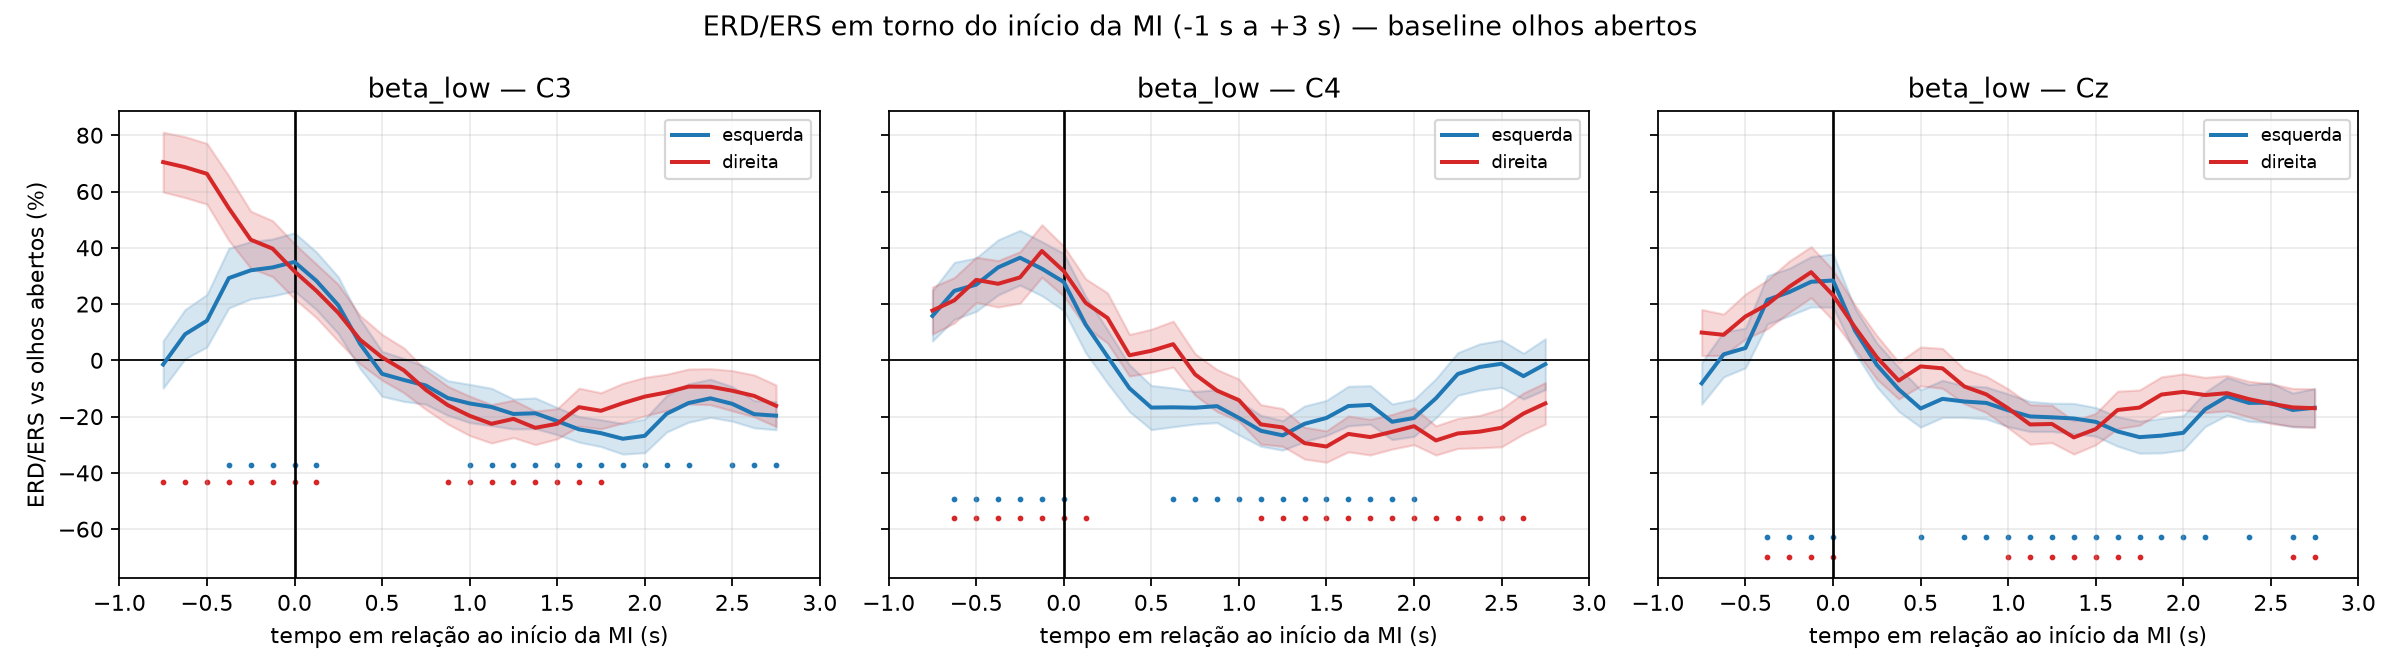 ERD/ERS em torno do início da MI (-1 s a +3 s) — baseline olhos abertos
beta_low — C3
beta_low — C4
beta_low — Cz
ERD/ERS vs olhos abertos (%)
80
60
40
20
0
−20
−40
−60
esquerda
direita
esquerda
direita
esquerda
direita
−1.0 −0.5 0.0 0.5 1.0 1.5 2.0 2.5 3.0
−1.0 −0.5 0.0 0.5 1.0 1.5 2.0 2.5 3.0
−1.0 −0.5 0.0 0.5 1.0 1.5 2.0 2.5 3.0
tempo em relação ao início da MI (s)
tempo em relação ao início da MI (s)
tempo em relação ao início da MI (s)